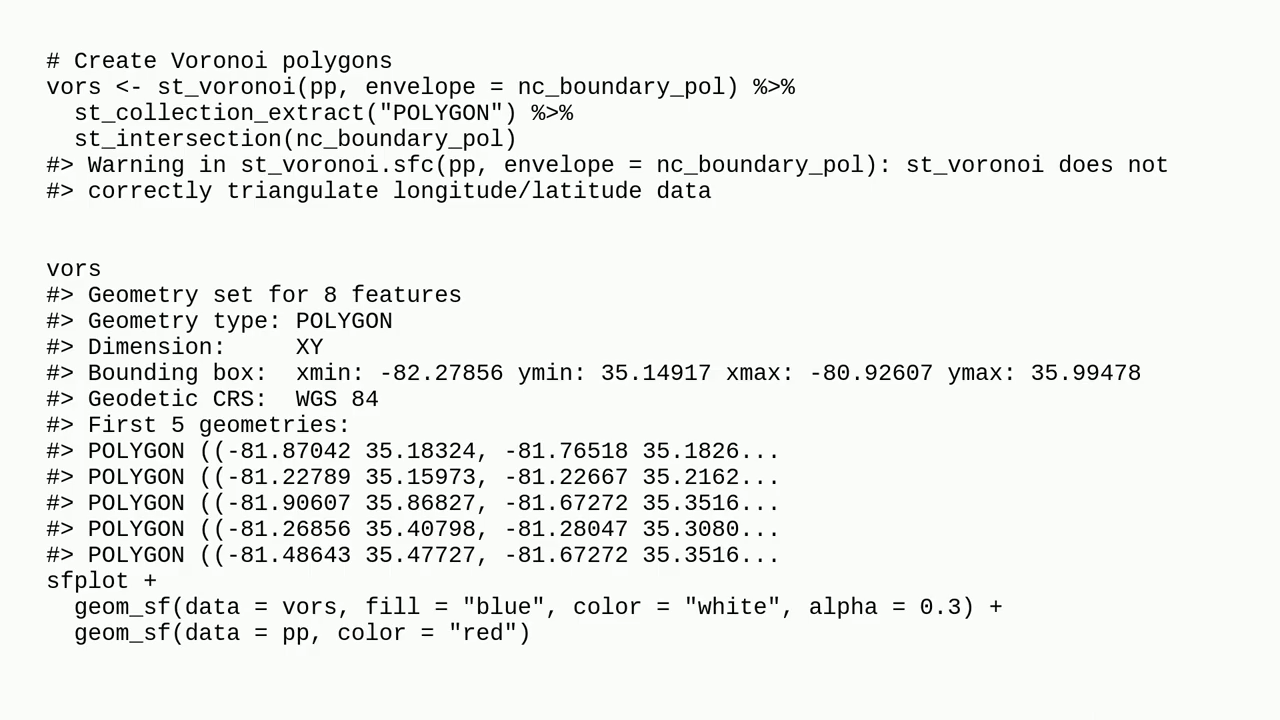 # Create Voronoi polygons
vors <- st_voronoi(pp, envelope = nc_boundary_pol) %>%
  st_collection_extract("POLYGON") %>%
  st_intersection(nc_boundary_pol)
#> Warning in st_voronoi.sfc(pp, envelope = nc_boundary_pol): st_voronoi does not
#> correctly triangulate longitude/latitude data
vors
#> Geometry set for 8 features
#> Geometry type: POLYGON
#> Dimension:     XY
#> Bounding box:  xmin: -82.27856 ymin: 35.14917 xmax: -80.92607 ymax: 35.99478
#> Geodetic CRS:  WGS 84
#> First 5 geometries:
#> POLYGON ((-81.87042 35.18324, -81.76518 35.1826...
#> POLYGON ((-81.22789 35.15973, -81.22667 35.2162...
#> POLYGON ((-81.90607 35.86827, -81.67272 35.3516...
#> POLYGON ((-81.26856 35.40798, -81.28047 35.3080...
#> POLYGON ((-81.48643 35.47727, -81.67272 35.3516...
sfplot +
  geom_sf(data = vors, fill = "blue", color = "white", alpha = 0.3) +
  geom_sf(data = pp, color = "red")